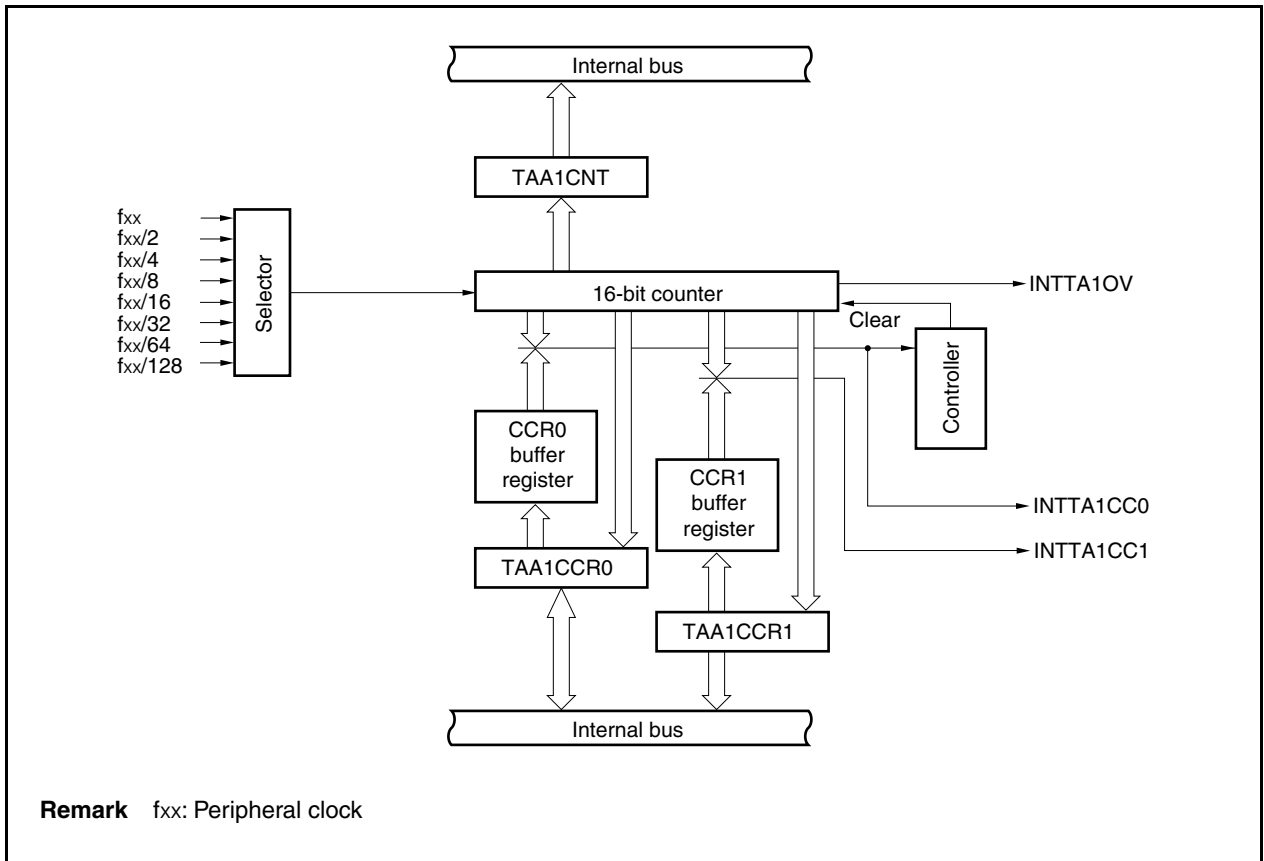 Internal bus
TAA1CNT
fxx
fxx/2
fxx/4
fxx/8
fxx/16
fxx/32
fxx/64
fxx/128
Selector
16-bit counter
INTTA1OV
Clear
Controller
CCR0
buffer
register
CCR1
buffer
register
INTTA1CC0
INTTA1CC1
TAA1CCR0
TAA1CCR1
Internal bus
Remark fxx: Peripheral clock